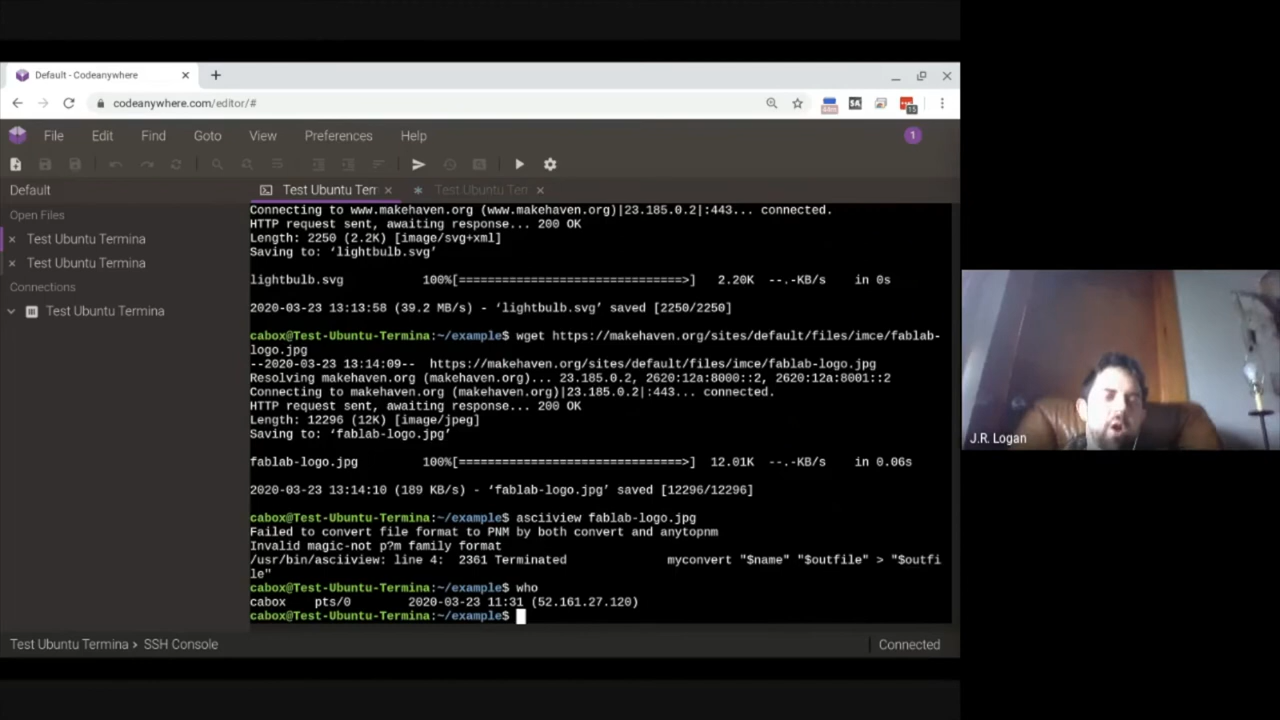 Default - Codeanywhere
codeanywhere.com/editor/#
15
File Edit Find Goto View Preferences Help
1
Default
Test Ubuntu Terr
Test Ubuntu Terr
Open Files
Test Ubuntu Termina
Test Ubuntu Termina
Connections
Test Ubuntu Termina
Connecting to www.makehaven.org (www.makehaven.org)|23.185.0.2|:443... connected.
HTTP request sent, awaiting response... 200 OK
Length: 2250 (2.2K) [image/svg+xml]
Saving to: ‘lightbulb.svg’
lightbulb.svg 100%[===============================>] 2.20K --.-KB/s in 0s
2020-03-23 13:13:58 (39.2 MB/s) - ‘lightbulb.svg’ saved [2250/2250]
cabox@Test-Ubuntu-Termina:~/example$ wget https://makehaven.org/sites/default/files/imce/fablab-
logo.jpg
--2020-03-23 13:14:09-- https://makehaven.org/sites/default/files/imce/fablab-logo.jpg
Resolving makehaven.org (makehaven.org)... 23.185.0.2, 2620:12a:8000::2, 2620:12a:8001::2
Connecting to makehaven.org (makehaven.org)|23.185.0.2|:443... connected.
HTTP request sent, awaiting response... 200 OK
Length: 12296 (12K) [image/jpeg]
Saving to: ‘fablab-logo.jpg’
fablab-logo.jpg 100%[===============================>] 12.01K --.-KB/s in 0.06s
2020-03-23 13:14:10 (189 KB/s) - ‘fablab-logo.jpg’ saved [12296/12296]
cabox@Test-Ubuntu-Termina:~/example$ asciiview fablab-logo.jpg
Failed to convert file format to PNM by both convert and anytopnm
Invalid magic-not p?m family format
/usr/bin/asciiview: line 4: 2361 Terminated myconvert "$name" "$outfile" > "$outfi
le"
cabox@Test-Ubuntu-Termina:~/example$ who
cabox pts/0 2020-03-23 11:31 (52.161.27.120)
cabox@Test-Ubuntu-Termina:~/example$
Test Ubuntu Termina › SSH Console
Connected
J.R. Logan